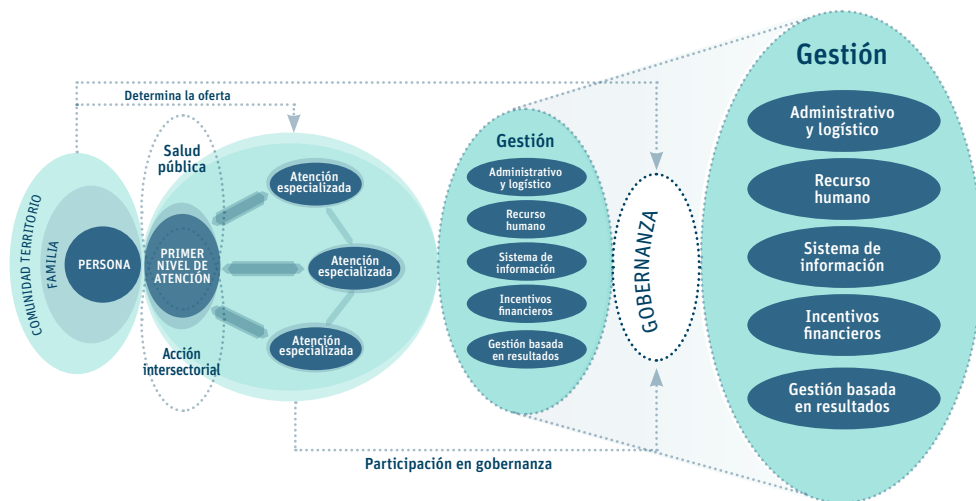 Determina la oferta
COMUNIDAD TERRITORIO
FAMILIA
PERSONA
Salud
pública
PRIMER
NIVEL DE
ATENCIÓN
Acción
intersectorial
Atención
especializada
Atención
especializada
Atención
especializada
Gestión
Administrativo
y logístico
Recurso
humano
Sistema de
información
Incentivos
financieros
Gestión basada
en resultados
GOBERNANZA
Gestión
Administrativo
y logístico
Recurso
humano
Sistema de
información
Incentivos
financieros
Gestión basada
en resultados
Participación en gobernanza